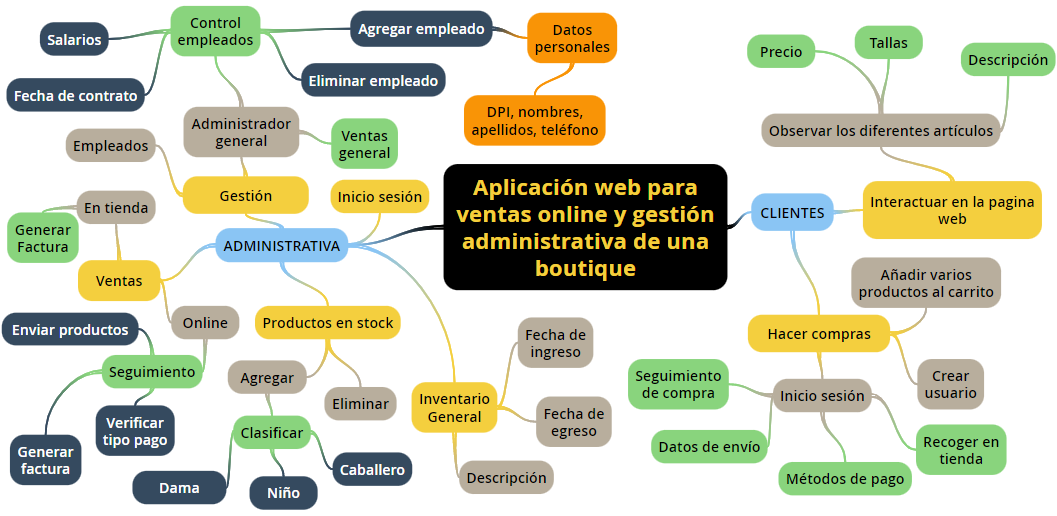 Aplicación web para
ventas online y gestión
administrativa de una
boutique
ADMINISTRATIVA
Inicio sesión
Gestión
Empleados
Administrador
general
Ventas
general
Control
empleados
Salarios
Fecha de contrato
Agregar empleado
Eliminar empleado
Datos
personales
DPI, nombres,
apellidos, teléfono
Ventas
En tienda
Generar
Factura
Online
Seguimiento
Enviar productos
Generar
factura
Verificar
tipo pago
Productos en stock
Agregar
Eliminar
Clasificar
Dama
Niño
Caballero
Inventario
General
Fecha de
ingreso
Fecha de
egreso
Descripción
CLIENTES
Interactuar en la pagina
web
Observar los diferentes artículos
Precio
Tallas
Descripción
Hacer compras
Añadir varios
productos al carrito
Crear
usuario
Inicio sesión
Seguimiento
de compra
Datos de envío
Métodos de pago
Recoger en
tienda